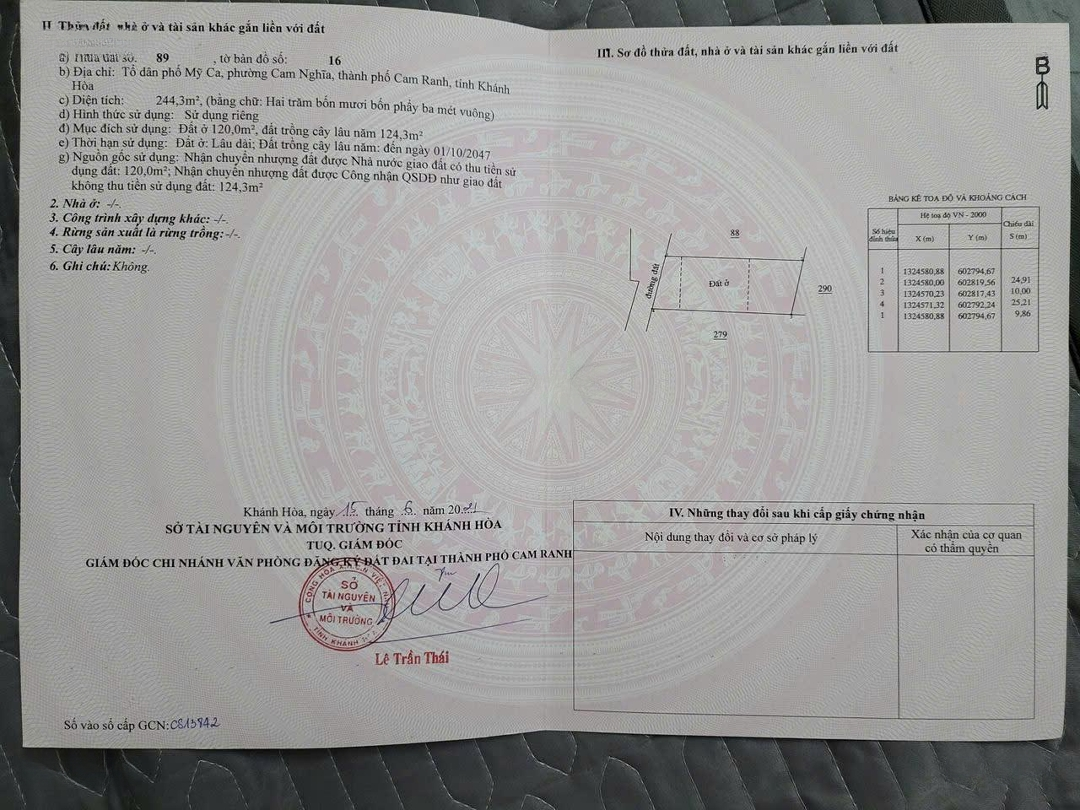 II Thửa đất nhà ở và tài sản khác gắn liền với đất
a) Thửa đất số: 89 , tờ bản đồ số: 16
b) Địa chỉ: Tổ dân phố Mỹ Ca, phường Cam Nghĩa, thành phố Cam Ranh, tỉnh Khánh
Hòa
c) Diện tích: 244,3m², (bằng chữ: Hai trăm bốn mươi bốn phẩy ba mét vuông)
d) Hình thức sử dụng: Sử dụng riêng
đ) Mục đích sử dụng: Đất ở 120,0m², đất trồng cây lâu năm 124,3m²
e) Thời hạn sử dụng: Đất ở: Lâu dài; Đất trồng cây lâu năm: đến ngày 01/10/2047
g) Nguồn gốc sử dụng: Nhận chuyển nhượng đất được Nhà nước giao đất có thu tiền sử
dụng đất: 120,0m²; Nhận chuyển nhượng đất được Công nhận QSDĐ như giao đất
không thu tiền sử dụng đất: 124,3m²
2. Nhà ở: -/-.
3. Công trình xây dựng khác: -/-.
4. Rừng sản xuất là rừng trồng: -/-.
5. Cây lâu năm: -/-.
6. Ghi chú: Không.
Khánh Hòa, ngày 15 tháng 6 năm 2021
SỞ TÀI NGUYÊN VÀ MÔI TRƯỜNG TỈNH KHÁNH HÒA
TUQ. GIÁM ĐỐC
GIÁM ĐỐC CHI NHÁNH VĂN PHÒNG ĐĂNG KÝ ĐẤT ĐAI TẠI THÀNH PHỐ CAM RANH
CỘNG HÒA
VIỆT NAM
SỞ
TÀI NGUYÊN
VÀ
MÔI TRƯỜNG
TỈNH KHÁNH HÒA
Lê Trần Thái
Số vào sổ cấp GCN: CS13842
III. Sơ đồ thửa đất, nhà ở và tài sản khác gắn liền với đất
B
88
đường đất
Đất ở
290
279
BẢNG KÊ TOẠ ĐỘ VÀ KHOẢNG CÁCH
Số hiệu đỉnh thửa Hệ toạ độ VN - 2000 Chiều dài
X (m) Y (m) S (m)
1 1324580,88 602794,67
24,91
2 1324580,00 602819,56
10,00
3 1324570,23 602817,43
25,21
4 1324571,32 602792,24
9,86
1 1324580,88 602794,67
IV. Những thay đổi sau khi cấp giấy chứng nhận
Nội dung thay đổi và cơ sở pháp lý
Xác nhận của cơ quan
có thẩm quyền